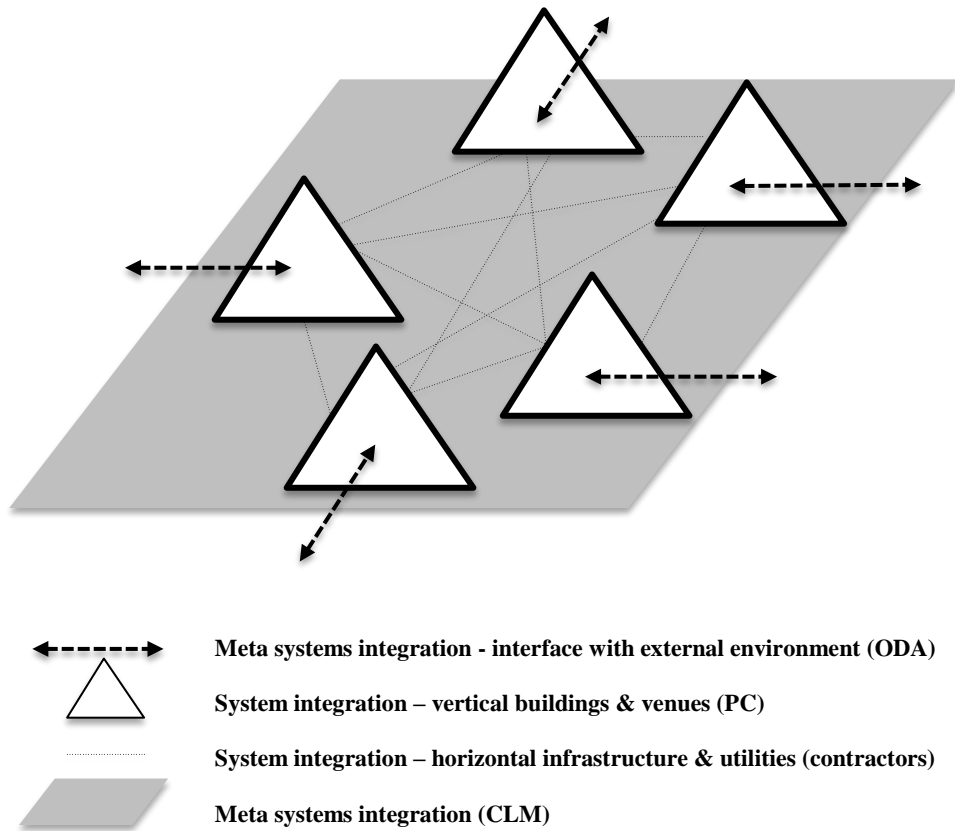 Meta systems integration - interface with external environment (ODA)
System integration – vertical buildings & venues (PC)
System integration – horizontal infrastructure & utilities (contractors)
Meta systems integration (CLM)